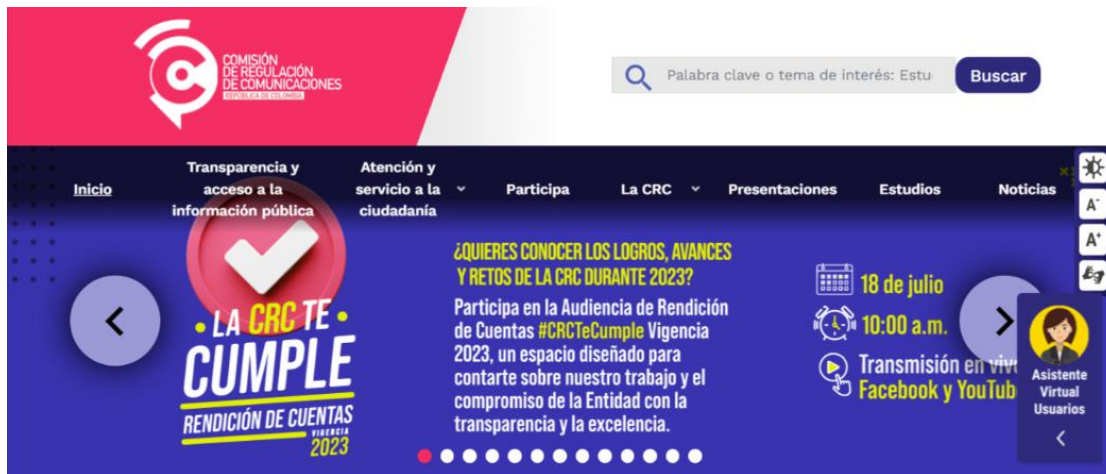 COMISIÓN
DE REGULACIÓN
DE COMUNICACIONES
REPÚBLICA DE COLOMBIA
Palabra clave o tema de interés: Estu
Buscar
Inicio
Transparencia y
acceso a la
información pública
Atención y
servicio a la
ciudadanía
Participa
La CRC
Presentaciones
Estudios
Noticias
A-
A+
LA CRC TE
CUMPLE
RENDICIÓN DE CUENTAS
VIGENCIA
2023
¿QUIERES CONOCER LOS LOGROS, AVANCES
Y RETOS DE LA CRC DURANTE 2023?
Participa en la Audiencia de Rendición
de Cuentas #CRCTeCumple Vigencia
2023, un espacio diseñado para
contarte sobre nuestro trabajo y el
compromiso de la Entidad con la
transparencia y la excelencia.
18 de julio
10:00 a.m.
Transmisión en vivo
Facebook y YouTub
Asistente
Virtual
Usuarios